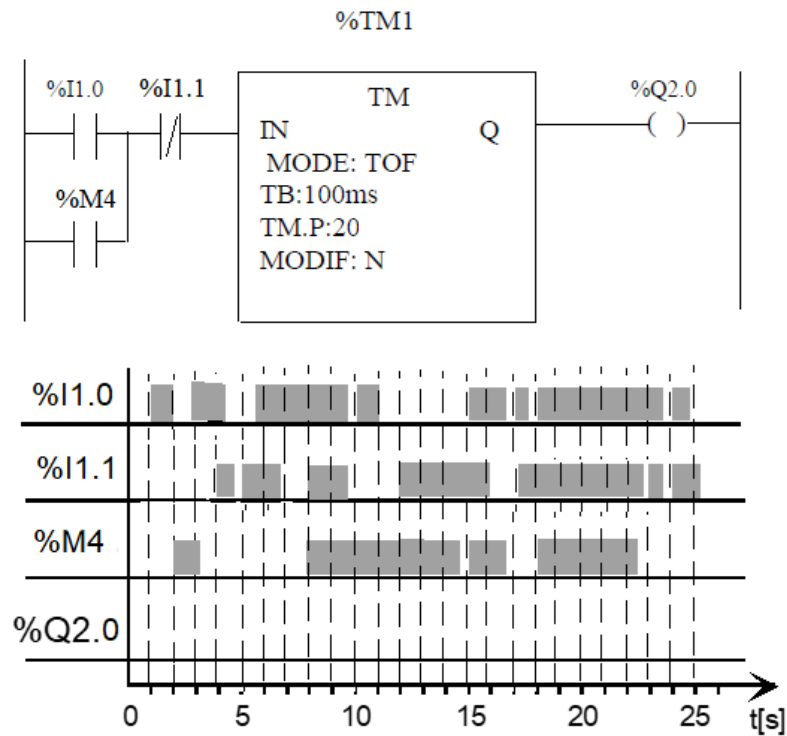 %TM1
%I1.0 %I1.1 TM %Q2.0
IN Q
MODE: TOF
%M4 TB:100ms
TM.P:20
MODIF: N
%I1.0
%I1.1
%M4
%Q2.0
0 5 10 15 20 25 t[s]